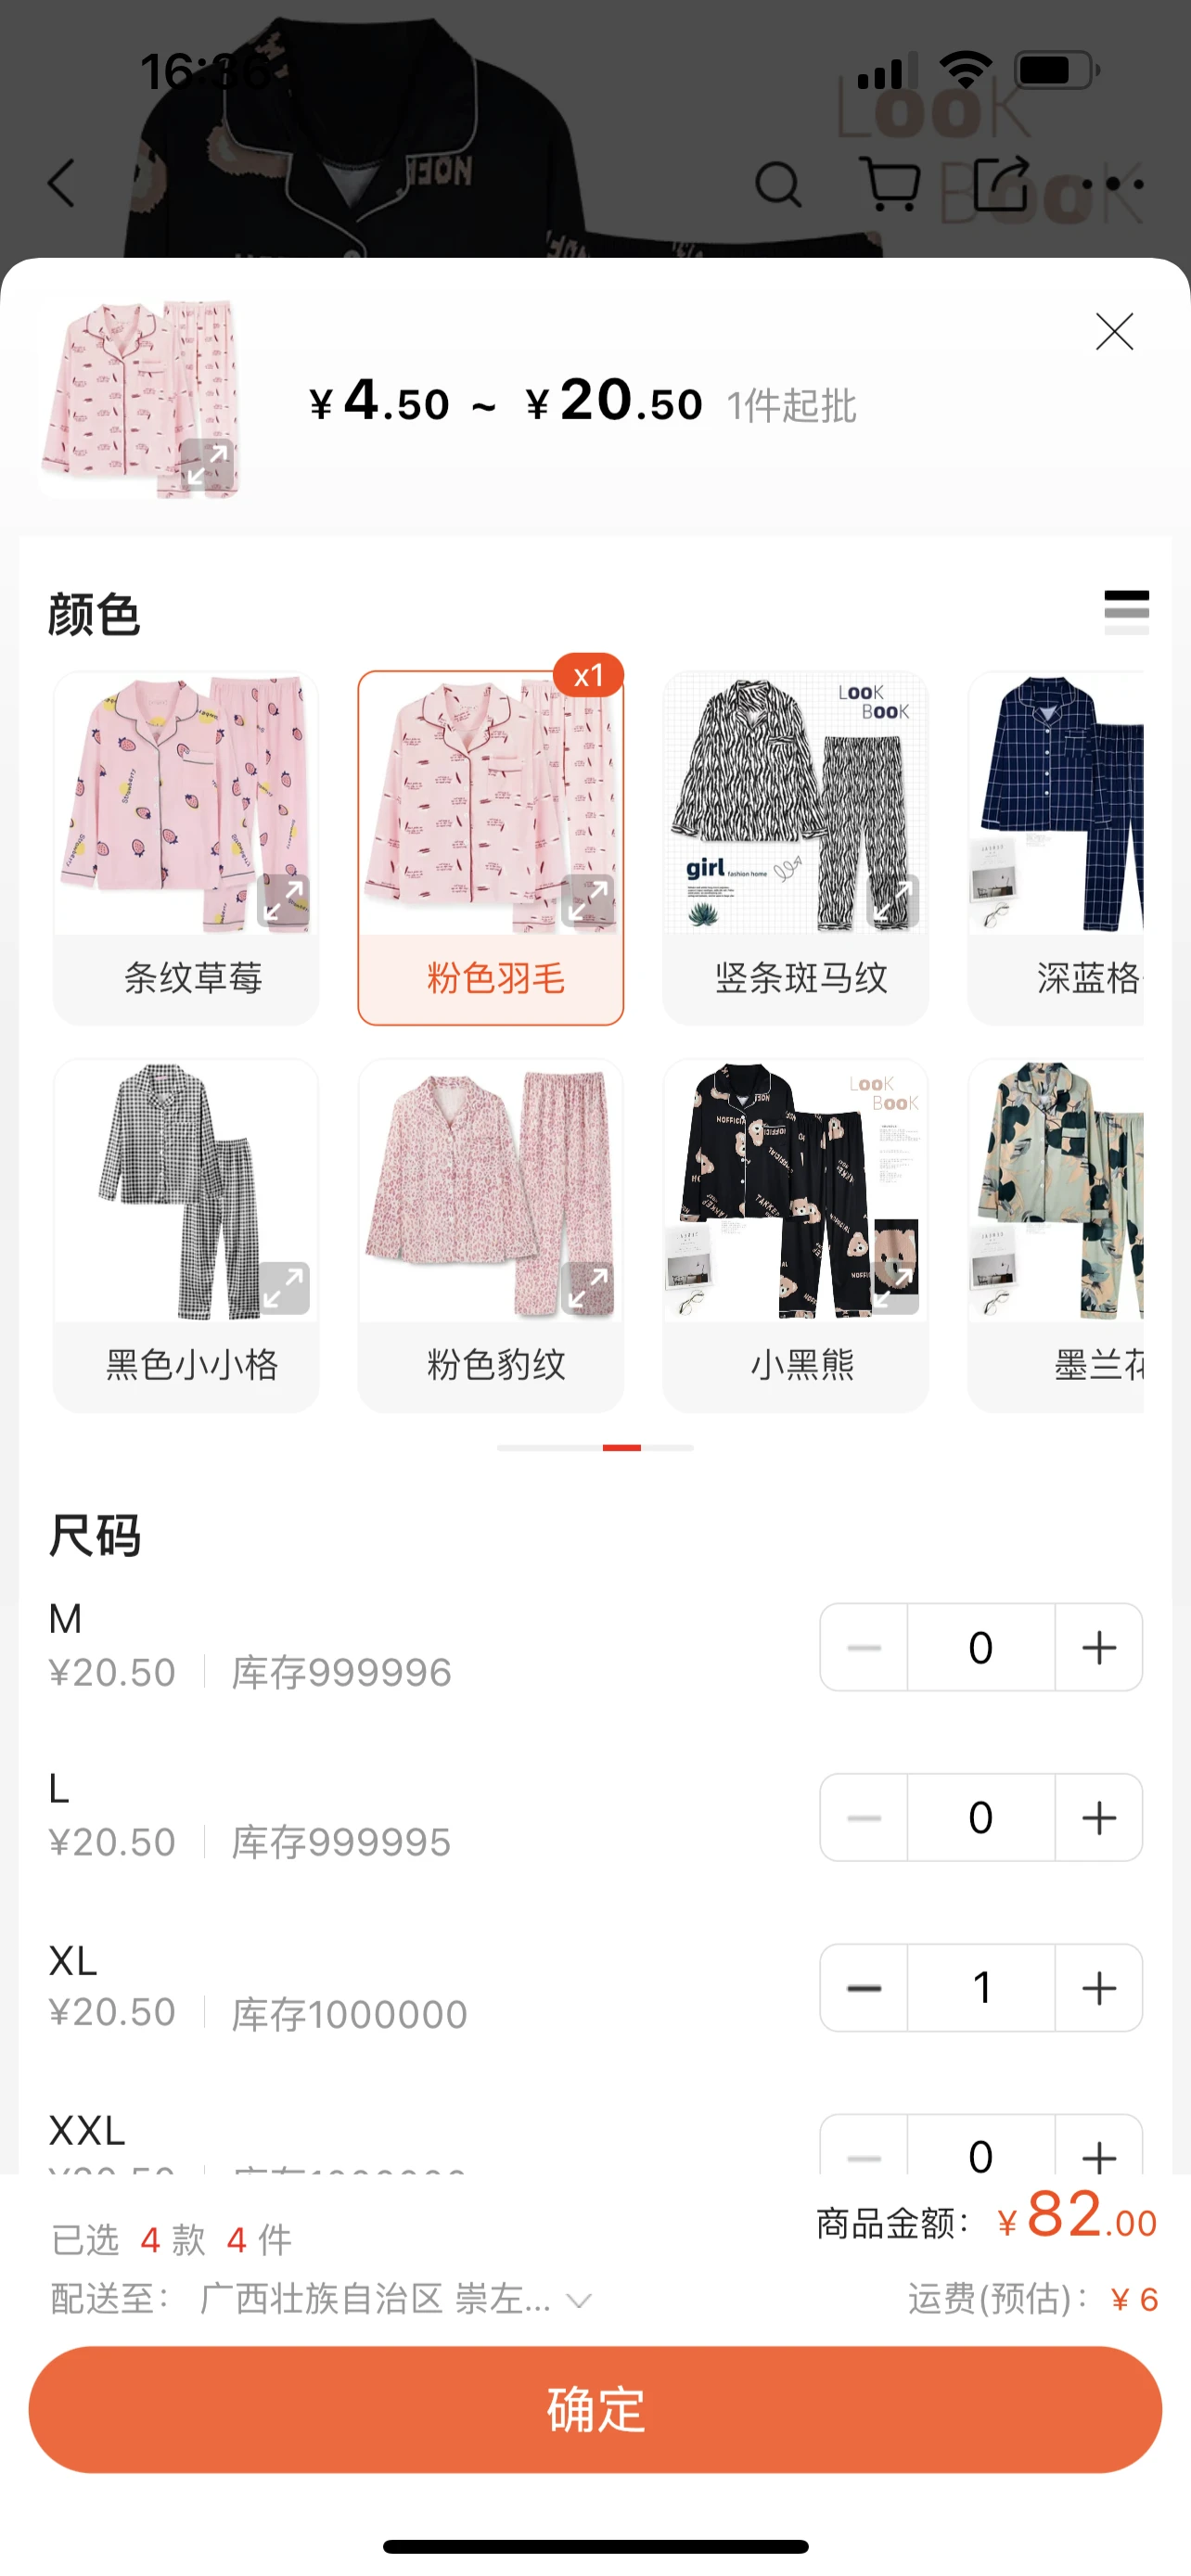 16:36
LooK
BooK
¥4.50 ~ ¥20.50 1件起批
颜色
x1
LooK
BooK
girl fashion home
条纹草莓
粉色羽毛
竖条斑马纹
深蓝格
LooK
BooK
黑色小小格
粉色豹纹
小黑熊
墨兰花
尺码
M
¥20.50 库存999996
0
L
¥20.50 库存999995
0
XL
¥20.50 库存1000000
1
XXL
0
已选 4 款 4 件
商品金额： ¥82.00
配送至： 广西壮族自治区 崇左...
运费(预估)： ¥6
确定